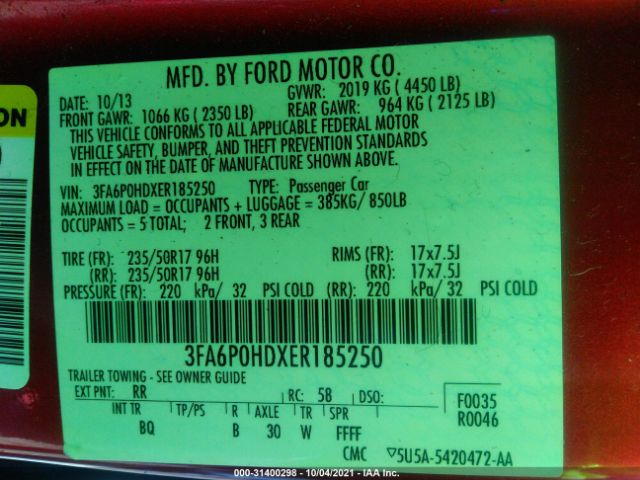 MFD. BY FORD MOTOR CO.
DATE: 10/13 GVWR: 2019 KG ( 4450 LB)
FRONT GAWR: 1066 KG ( 2350 LB) REAR GAWR: 964 KG ( 2125 LB)
THIS VEHICLE CONFORMS TO ALL APPLICABLE FEDERAL MOTOR
VEHICLE SAFETY, BUMPER, AND THEFT PREVENTION STANDARDS
IN EFFECT ON THE DATE OF MANUFACTURE SHOWN ABOVE.
VIN: 3FA6P0HDXER185250 TYPE: Passenger Car
MAXIMUM LOAD = OCCUPANTS + LUGGAGE = 385KG/ 850LB
OCCUPANTS = 5 TOTAL; 2 FRONT, 3 REAR
TIRE (FR): 235/50R17 96H RIMS (FR): 17x7.5J
(RR): 235/50R17 96H (RR): 17x7.5J
PRESSURE (FR): 220 kPa/ 32 PSI COLD (RR): 220 kPa/ 32 PSI COLD
3FA6P0HDXER185250
TRAILER TOWING - SEE OWNER GUIDE
EXT PNT: RR RC: 58 DSO: F0035
INT TR TP/PS R AXLE TR SPR R0046
BQ B 30 W FFFF
CMC 5U5A-5420472-AA
ON
000-31400298 - 10/04/2021 - IAA Inc.